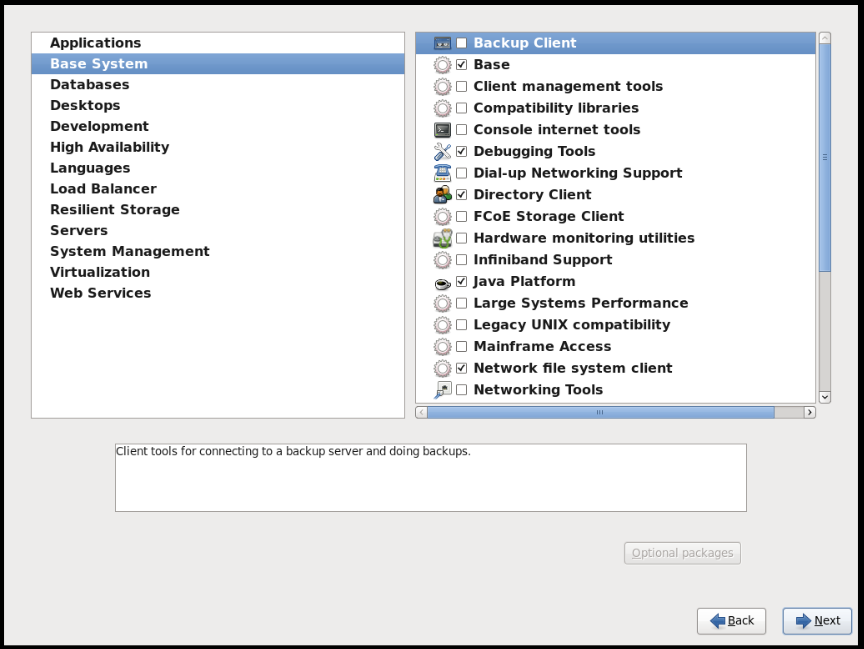 Applications
Base System
Databases
Desktops
Development
High Availability
Languages
Load Balancer
Resilient Storage
Servers
System Management
Virtualization
Web Services
Backup Client
Base
Client management tools
Compatibility libraries
Console internet tools
Debugging Tools
Dial-up Networking Support
Directory Client
FCoE Storage Client
Hardware monitoring utilities
Infiniband Support
Java Platform
Large Systems Performance
Legacy UNIX compatibility
Mainframe Access
Network file system client
Networking Tools
Client tools for connecting to a backup server and doing backups.
Optional packages
Back
Next